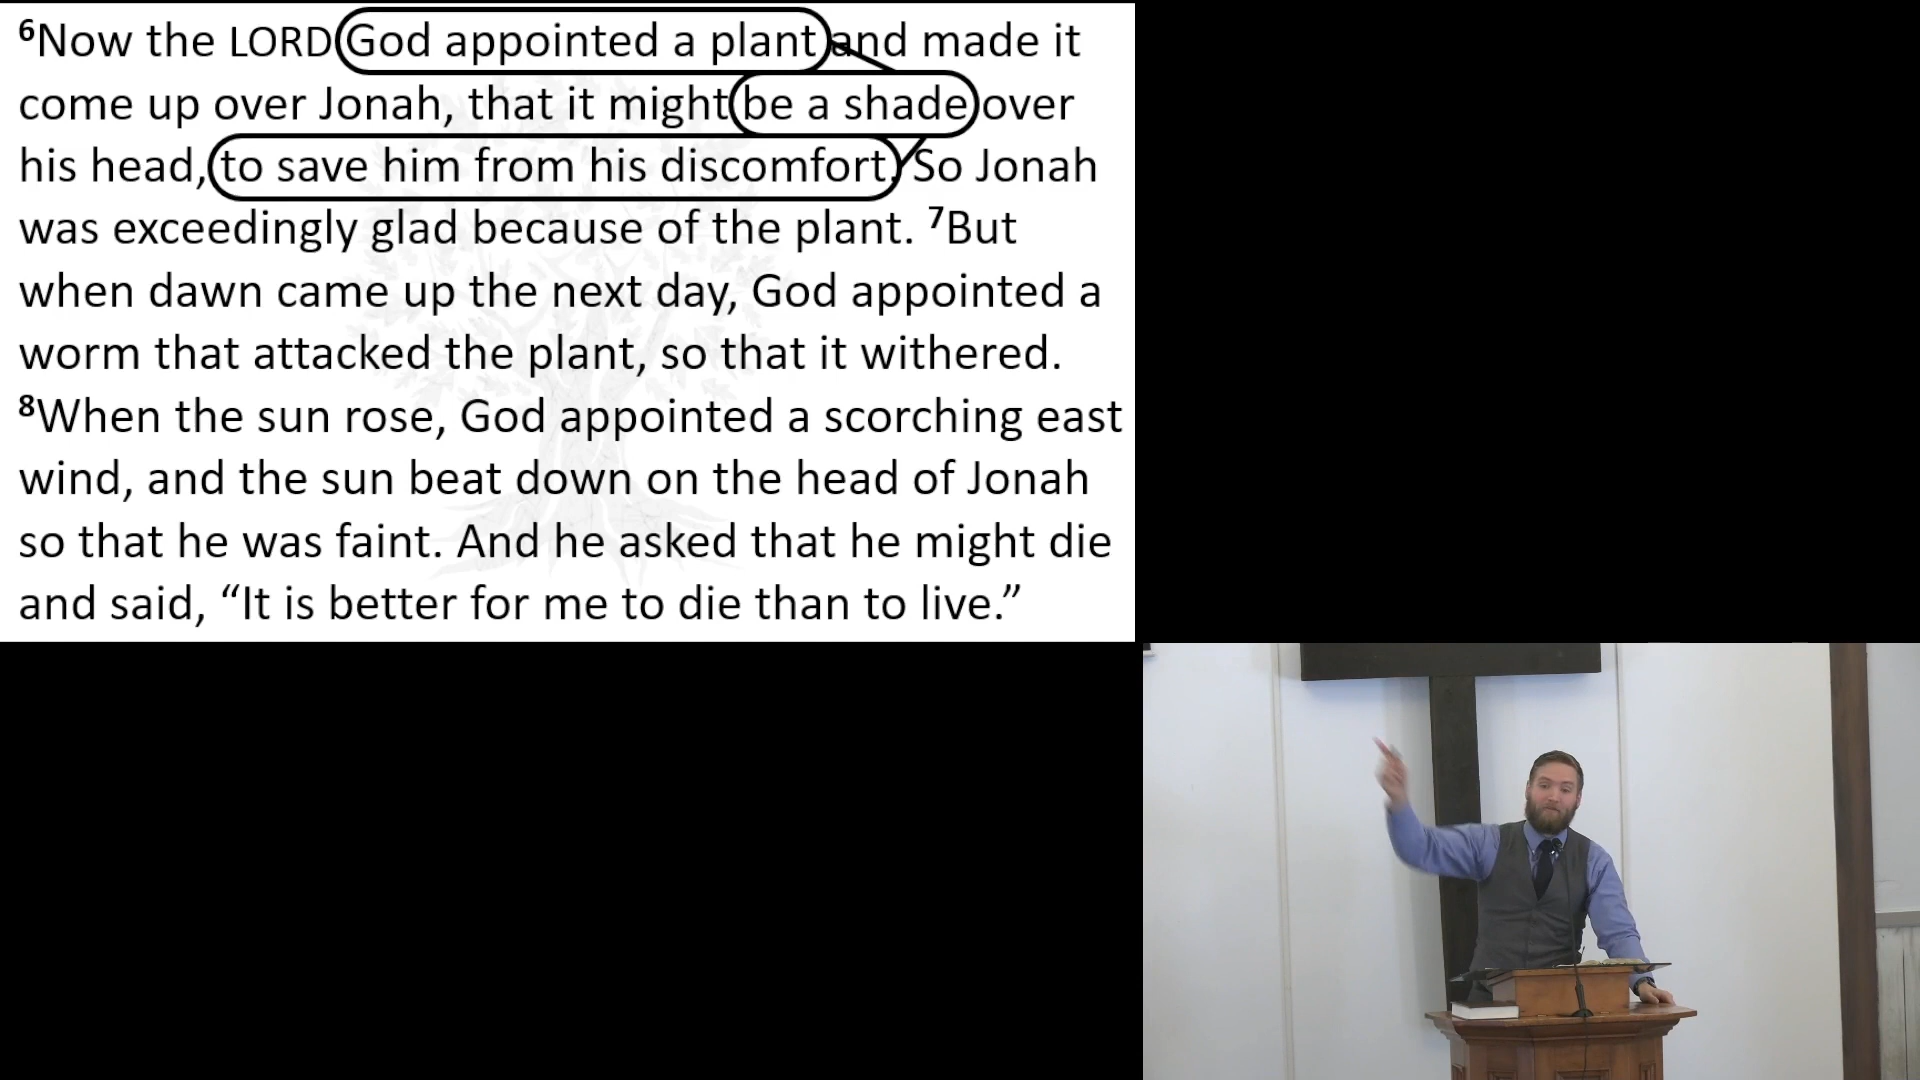 ⁶Now the LORD God appointed a plant and made it
come up over Jonah, that it might be a shade over
his head, to save him from his discomfort. So Jonah
was exceedingly glad because of the plant. ⁷But
when dawn came up the next day, God appointed a
worm that attacked the plant, so that it withered.
⁸When the sun rose, God appointed a scorching east
wind, and the sun beat down on the head of Jonah
so that he was faint. And he asked that he might die
and said, “It is better for me to die than to live.”